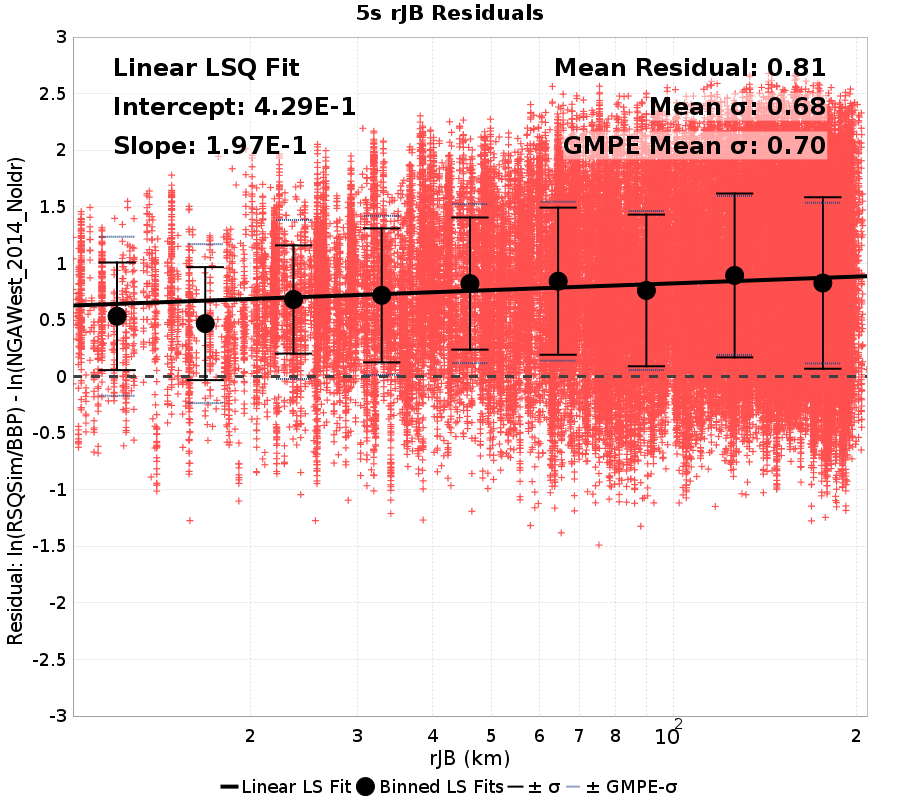 5s rJB Residuals
Linear LSQ Fit
Intercept: 4.29E-1
Slope: 1.97E-1
Mean Residual: 0.81
Mean σ: 0.68
GMPE Mean σ: 0.70
Residual: ln(RSQSim/BBP) - ln(NGAWest_2014_NoIdr)
3
2.5
2
1.5
1
0.5
0
-0.5
-1
-1.5
-2
-2.5
-3
2 3 4 5 6 7 8 10^2 2
rJB (km)
Linear LS Fit Binned LS Fits ± σ ± GMPE-σ